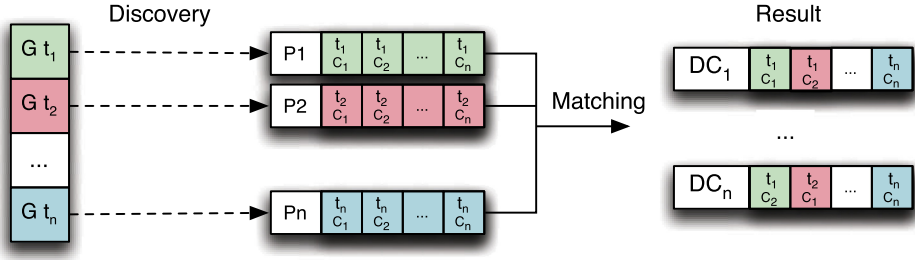 Discovery
Result
G t1
G t2
...
G tn
P1 t1 C1 t1 C2 ... t1 Cn
P2 t2 C1 t2 C2 ... t2 Cn
Pn tn C1 tn C2 ... tn Cn
Matching
DC1 t1 C1 t1 C2 ... tn Cn
...
DCn t1 C2 t2 C1 ... tn Cn